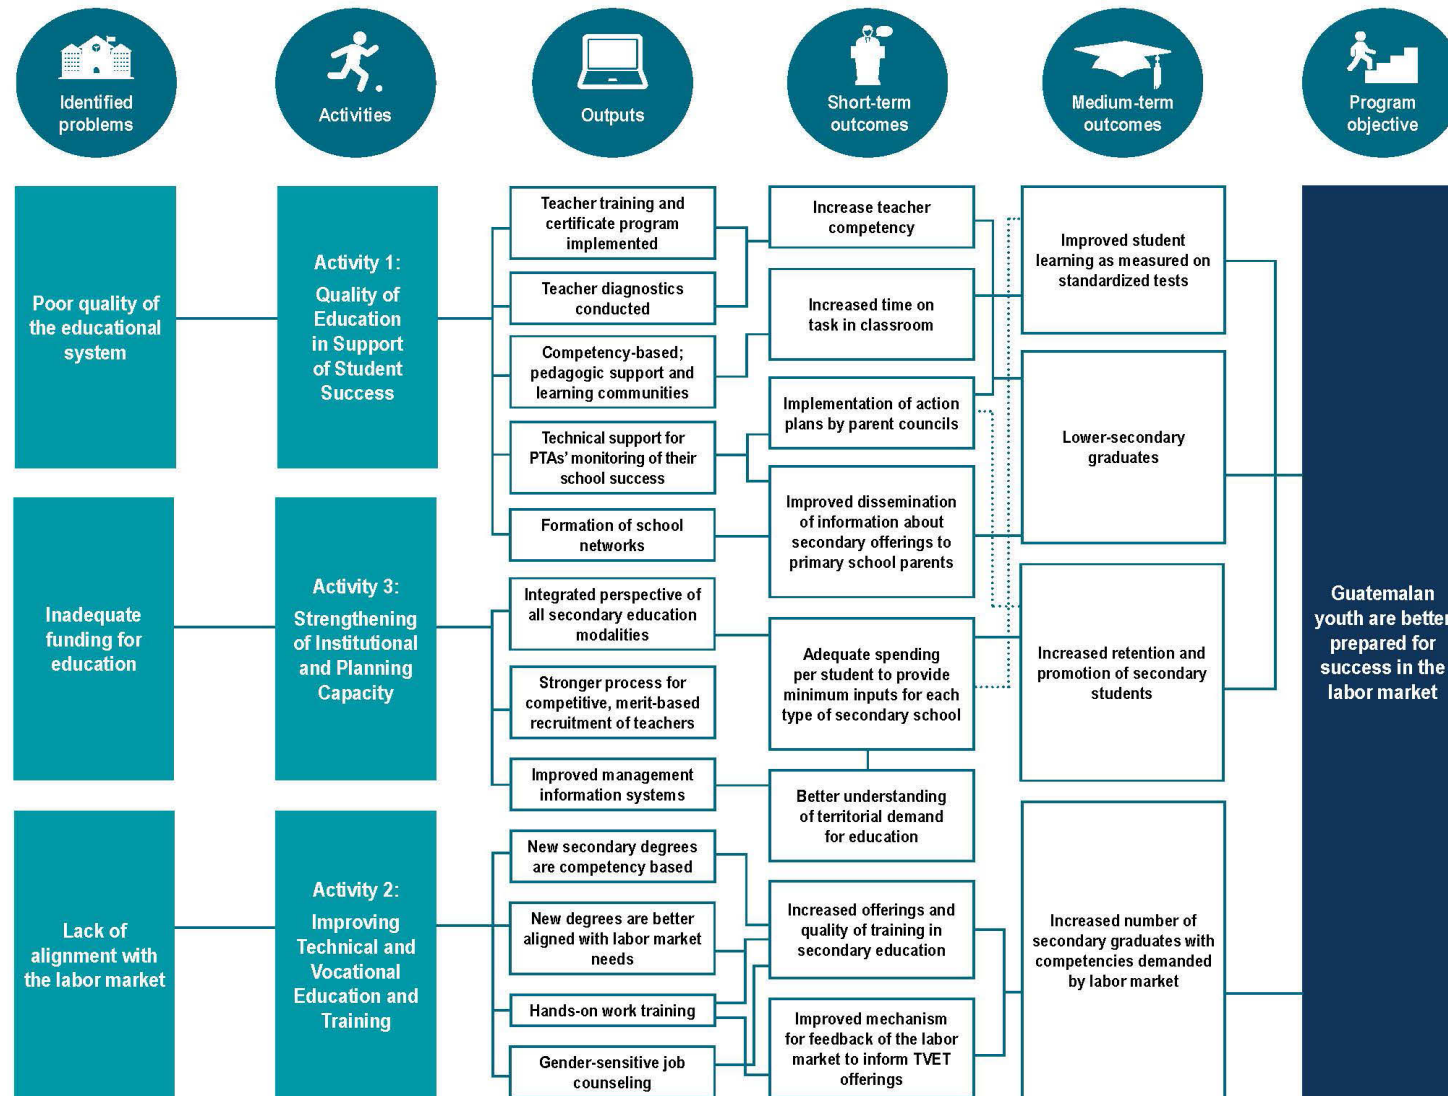 Identified
problems
Activities
Outputs
Short-term
outcomes
Medium-term
outcomes
Program
objective
Poor quality of
the educational
system
Inadequate
funding for
education
Lack of
alignment with
the labor market
Activity 1:
Quality of
Education
in Support
of Student
Success
Activity 3:
Strengthening
of Institutional
and Planning
Capacity
Activity 2:
Improving
Technical and
Vocational
Education and
Training
Teacher training and
certificate program
implemented
Teacher diagnostics
conducted
Competency-based;
pedagogic support and
learning communities
Technical support for
PTAs’ monitoring of their
school success
Formation of school
networks
Integrated perspective of
all secondary education
modalities
Stronger process for
competitive, merit-based
recruitment of teachers
Improved management
information systems
New secondary degrees
are competency based
New degrees are better
aligned with labor market
needs
Hands-on work training
Gender-sensitive job
counseling
Increase teacher
competency
Increased time on
task in classroom
Implementation of action
plans by parent councils
Improved dissemination
of information about
secondary offerings to
primary school parents
Adequate spending
per student to provide
minimum inputs for each
type of secondary school
Better understanding
of territorial demand
for education
Increased offerings and
quality of training in
secondary education
Improved mechanism
for feedback of the labor
market to inform TVET
offerings
Improved student
learning as measured on
standardized tests
Lower-secondary
graduates
Increased retention and
promotion of secondary
students
Increased number of
secondary graduates with
competencies demanded
by labor market
Guatemalan
youth are better
prepared for
success in the
labor market